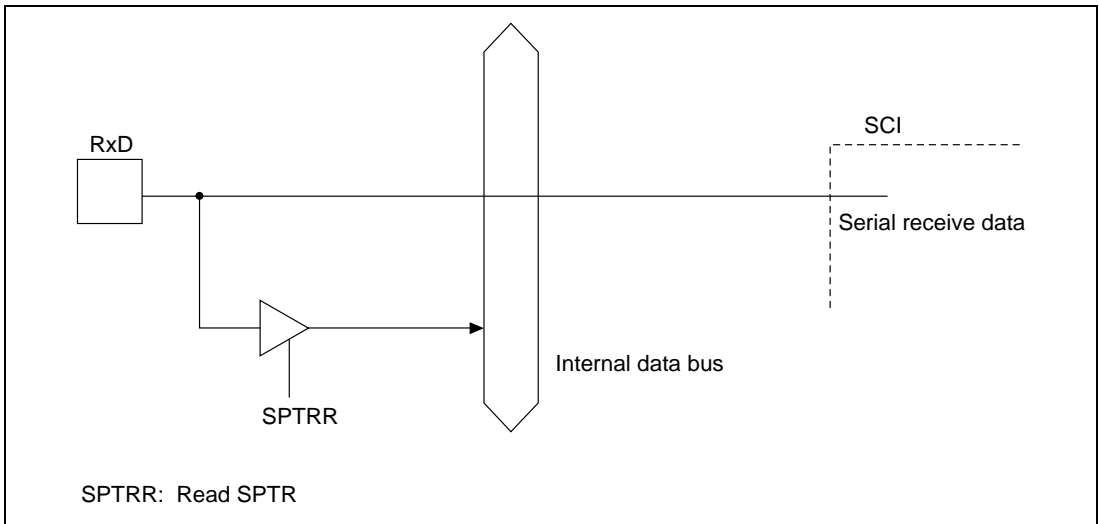 SCI
RxD
Serial receive data
Internal data bus
SPTRR
SPTRR: Read SPTR